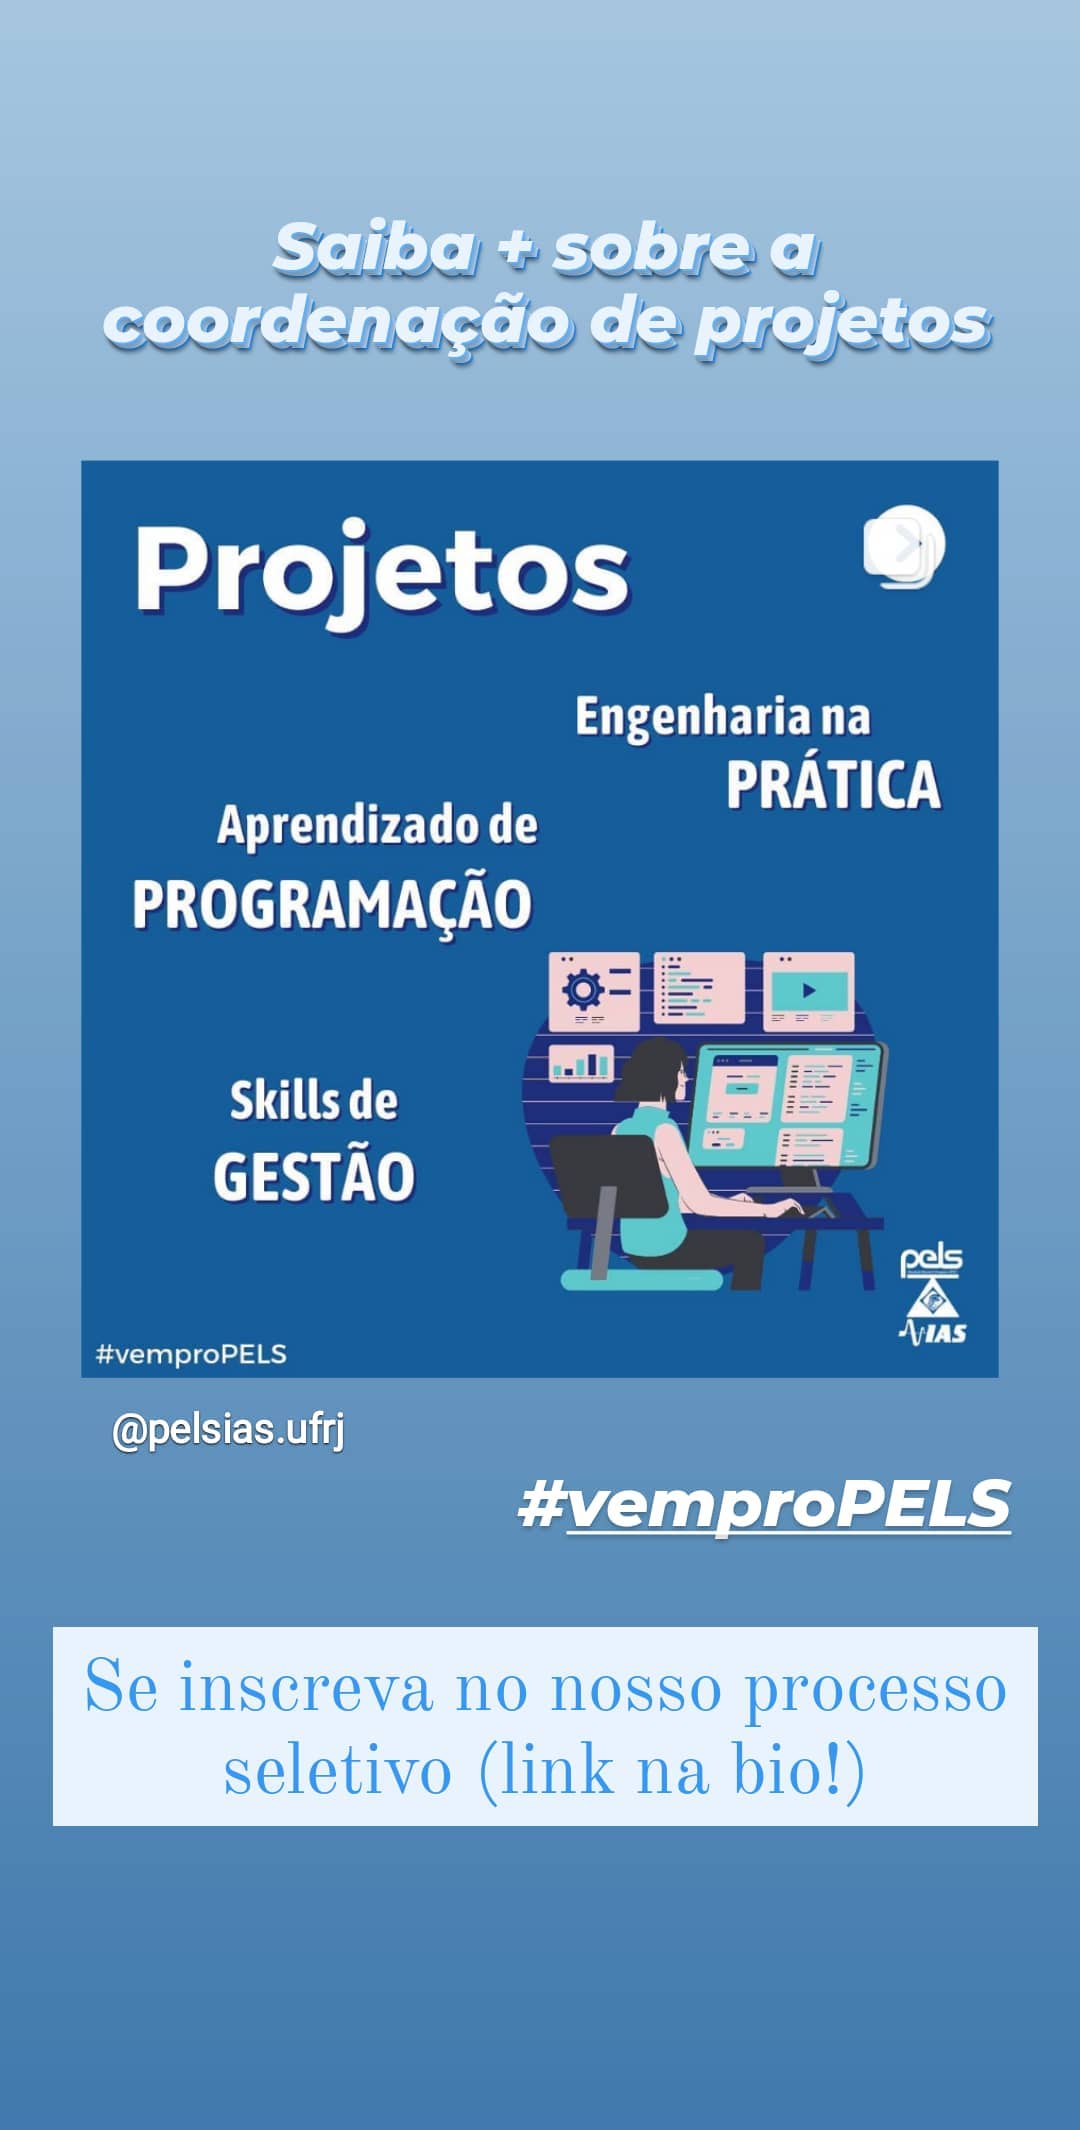 Saiba + sobre a
coordenação de projetos
Projetos
Engenharia na
PRÁTICA
Aprendizado de
PROGRAMAÇÃO
Skills de
GESTÃO
pels
IAS
#vemproPELS
@pelsias.ufrj
#vemproPELS
Se inscreva no nosso processo
seletivo (link na bio!)